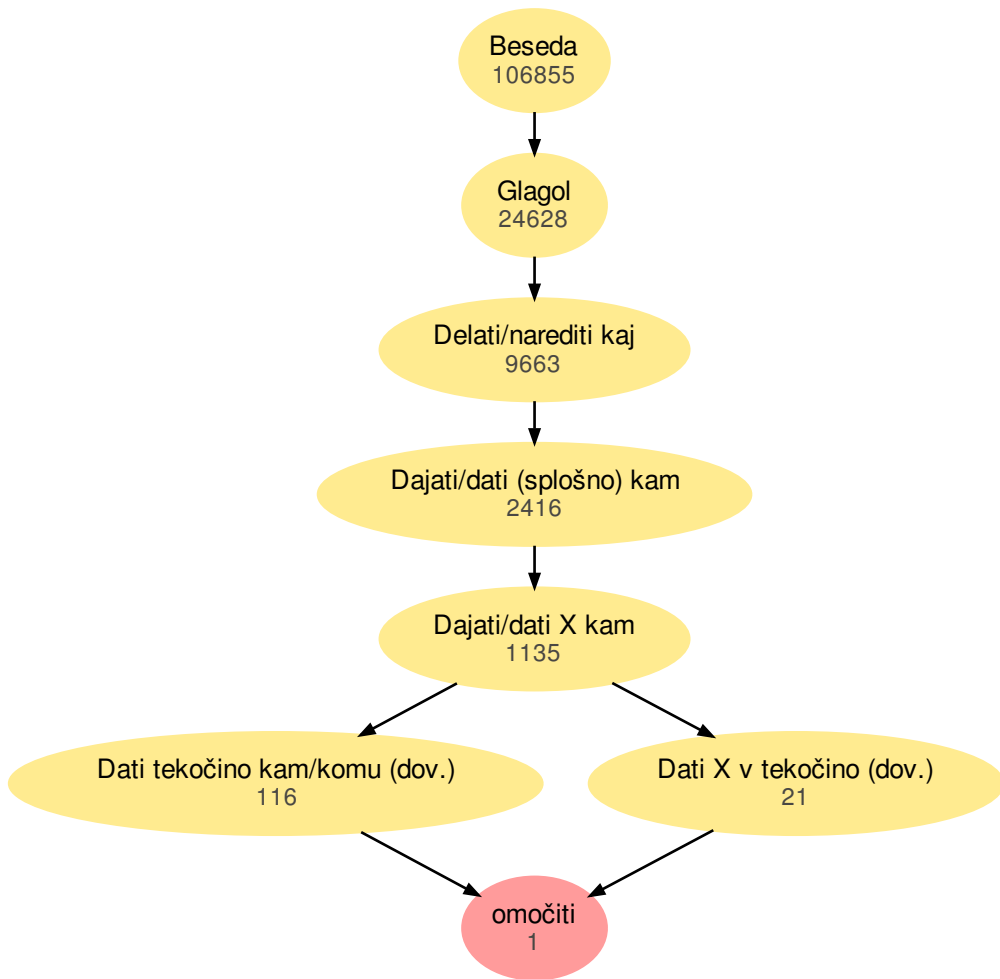 Beseda
106855
Glagol
24628
Delati/narediti kaj
9663
Dajati/dati (splošno) kam
2416
Dajati/dati X kam
1135
Dati tekočino kam/komu (dov.)
116
Dati X v tekočino (dov.)
21
omočiti
1